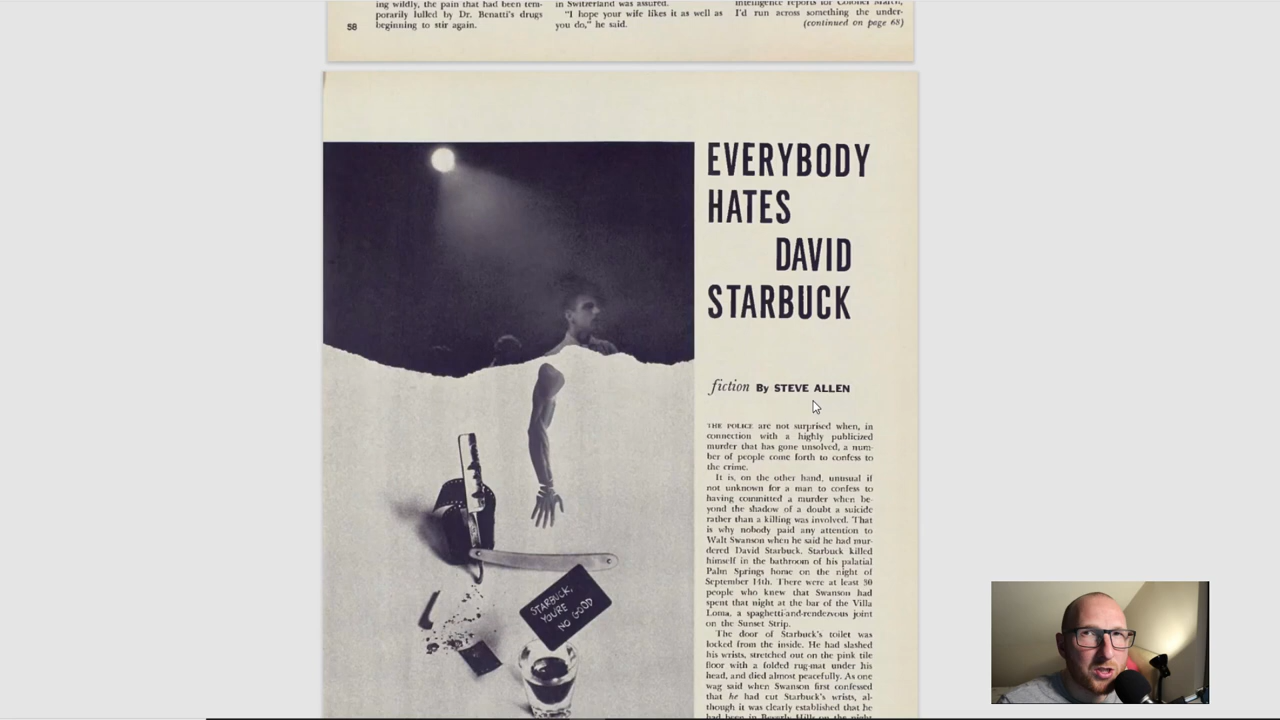 ing wildly, the pain that had been tem-
porarily lulled by Dr. Benatti's drugs
beginning to stir again.
58
in Switzerland was assured.
"I hope your wife likes it as well as
you do," he said.
intelligence reports for Colonel March,
I'd run across something the under-
(continued on page 68)
EVERYBODY
HATES
DAVID
STARBUCK
fiction By STEVE ALLEN
THE POLICE are not surprised when, in
connection with a highly publicized
murder that has gone unsolved, a num-
ber of people come forth to confess to
the crime.
It is, on the other hand, unusual if
not unknown for a man to confess to
having committed a murder when be-
yond the shadow of a doubt a suicide
rather than a killing was involved. That
is why nobody paid any attention to
Walt Swanson when he said he had mur-
dered David Starbuck. Starbuck killed
himself in the bathroom of his palatial
Palm Springs home on the night of
September 14th. There were at least 30
people who knew that Swanson had
spent that night at the bar of the Villa
Loma, a spaghetti-and-rendezvous joint
on the Sunset Strip.
The door of Starbuck's toilet was
locked from the inside. He had slashed
his wrists, stretched out on the pink tile
floor with a folded rug-mat under his
head, and died almost peacefully. As one
wag said when Swanson first confessed
that he had cut Starbuck's wrists, al-
though it was clearly established that he
had been in Beverly Hills on the night
STARBUCK,
YOU'RE
NO GOOD